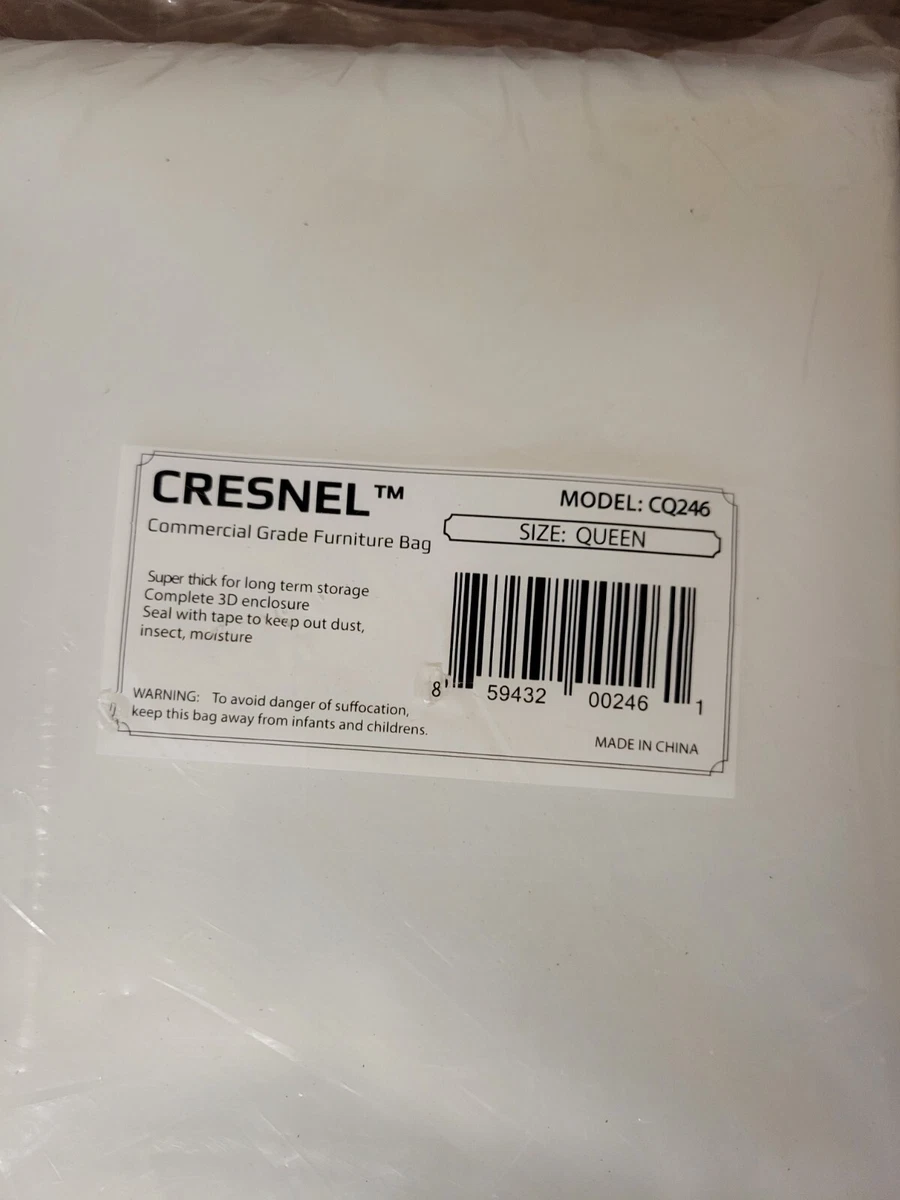 CRESNEL™
Commercial Grade Furniture Bag
MODEL: CQ246
SIZE: QUEEN
Super thick for long term storage
Complete 3D enclosure
Seal with tape to keep out dust,
insect, moisture
8 59432 00246 1
WARNING: To avoid danger of suffocation,
keep this bag away from infants and childrens.
MADE IN CHINA